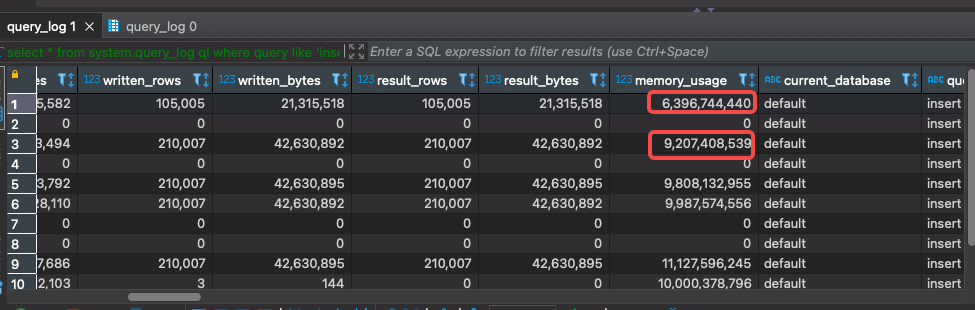 query_log 1 × query_log 0
select * from system.query_log ql where query like 'inse Enter a SQL expression to filter results (use Ctrl+Space)
es 123 written_rows 123 written_bytes 123 result_rows 123 result_bytes 123 memory_usage ABC current_database ABC que
1 5,582 105,005 21,315,518 105,005 21,315,518 6,396,744,440 default insert
2 0 0 0 0 0 0 default insert
3 3,494 210,007 42,630,892 210,007 42,630,892 9,207,408,539 default insert
4 0 0 0 0 0 0 default insert
5 3,792 210,007 42,630,895 210,007 42,630,895 9,808,132,955 default insert
6 28,110 210,007 42,630,892 210,007 42,630,892 9,987,574,556 default insert
7 0 0 0 0 0 0 default insert
8 0 0 0 0 0 0 default insert
9 7,686 210,007 42,630,895 210,007 42,630,895 11,127,596,245 default insert
10 2,103 3 144 0 0 10,000,378,796 default insert